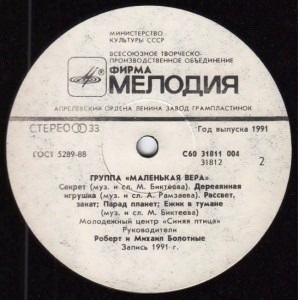 МИНИСТЕРСТВО
КУЛЬТУРЫ СССР
ВСЕСОЮЗНОЕ ТВОРЧЕСКО-
ПРОИЗВОДСТВЕННОЕ ОБЪЕДИНЕНИЕ
ФИРМА
МЕЛОДИЯ
АПРЕЛЕВСКИЙ ОРДЕНА ЛЕНИНА ЗАВОД ГРАМПЛАСТИНОК
СТЕРЕО 33
Год выпуска 1991
ГОСТ 5289-88
С60 31811 004
31812
2
ГРУППА «МАЛЕНЬКАЯ ВЕРА»
Секрет (муз. и сл. М. Биктеева). Деревянная
игрушка (муз. и сл. А. Рамзаева). Рассвет,
закат; Парад планет; Ежик в тумане
(муз. и сл. М. Биктеева)
Молодежный центр «Синяя птица»
Руководители
Роберт и Михаил Болотные
Запись 1991 г.